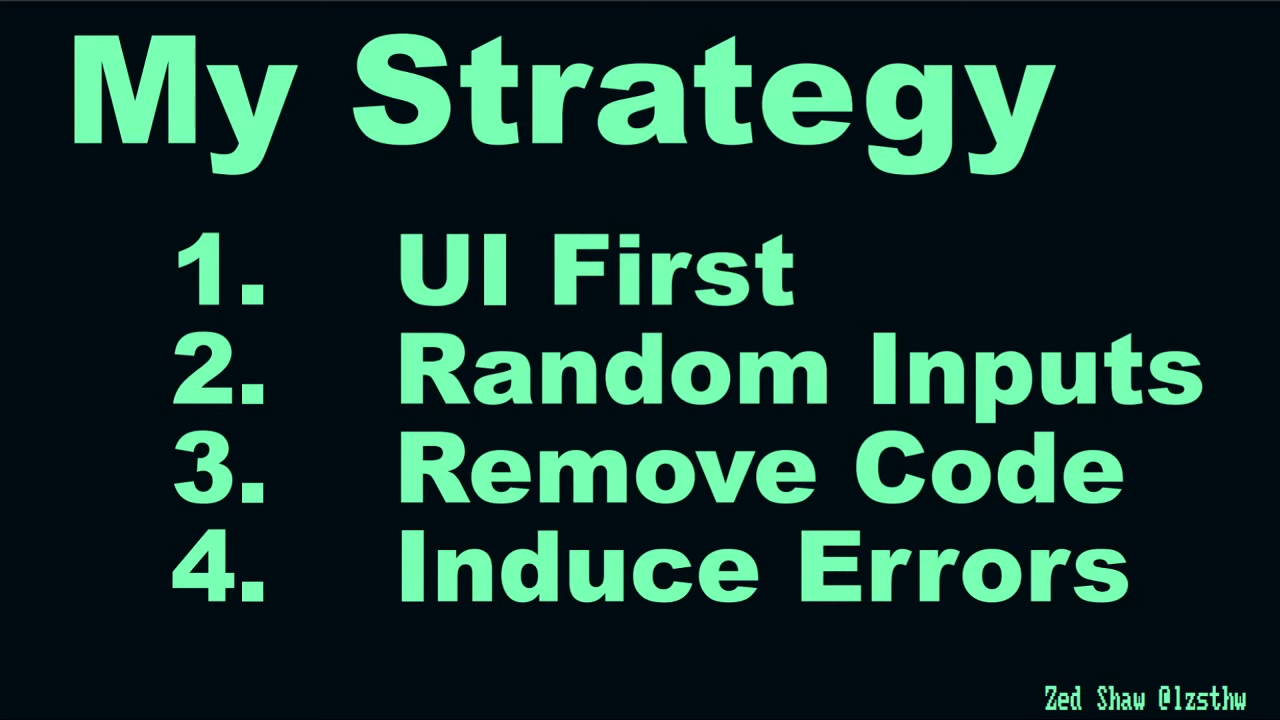 My Strategy
1. UI First
2. Random Inputs
3. Remove Code
4. Induce Errors
Zed Shaw @lzsthw